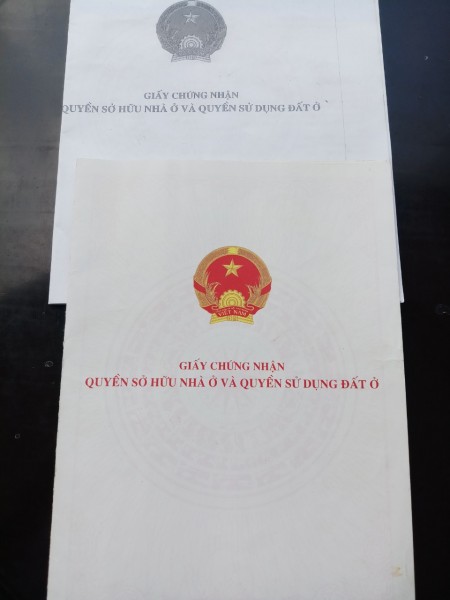 GIẤY CHỨNG NHẬN
QUYỀN SỞ HỮU NHÀ Ở VÀ QUYỀN SỬ DỤNG ĐẤT Ở
VIỆT NAM
GIẤY CHỨNG NHẬN
QUYỀN SỞ HỮU NHÀ Ở VÀ QUYỀN SỬ DỤNG ĐẤT Ở